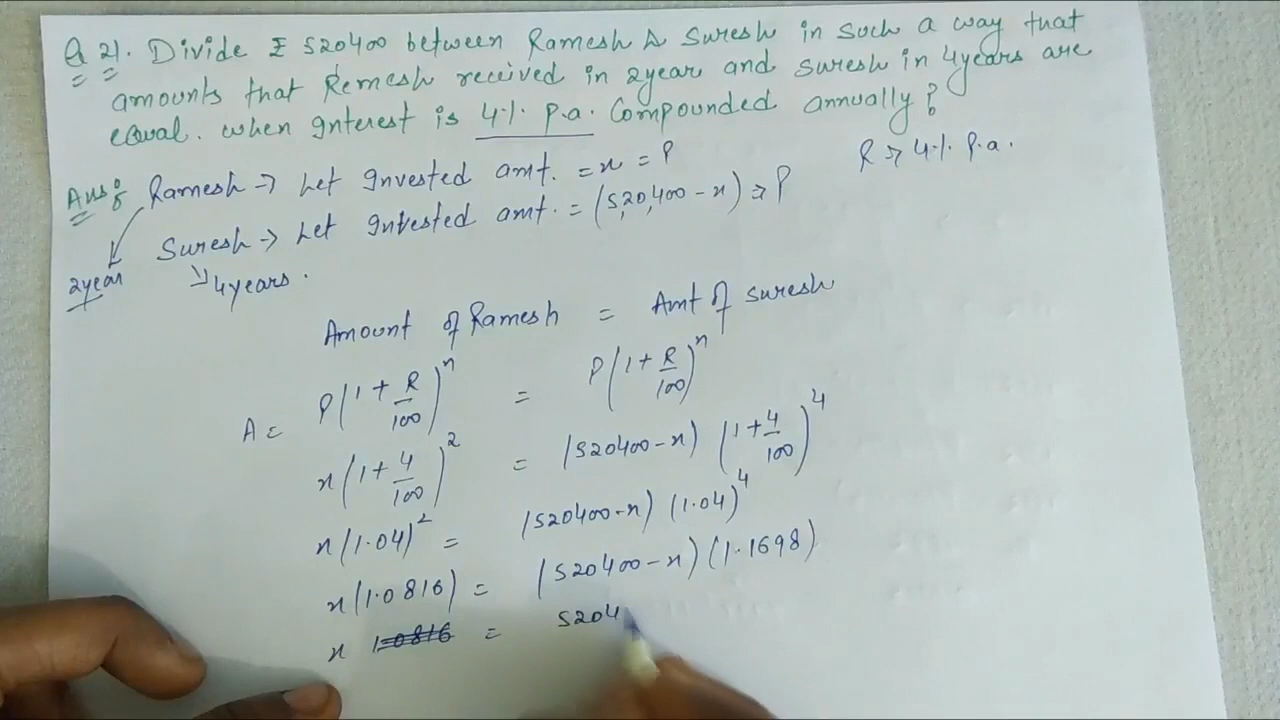 Q 21. Divide ₹ 520400 between Ramesh & Suresh in such a way that
amounts that Remesh received in 2year and Suresh in 4years are
equal. when Interest is 4% p.a. Compounded annually?
Ans: Ramesh → Let Invested amt. = x = P R → 4% p.a.
Suresh → Let Invested amt. = (5,20,400 - x) ⇒ P
2year 4years.
Amount of Ramesh = Amt of suresh
A = P(1 + R/100)^n = P(1 + R/100)^n
x(1 + 4/100)^2 = (520400 - x) (1 + 4/100)^4
x(1.04)^2 = (520400 - x) (1.04)^4
x(1.0816) = (520400 - x) (1.1698)
x 1.0816 = 5204